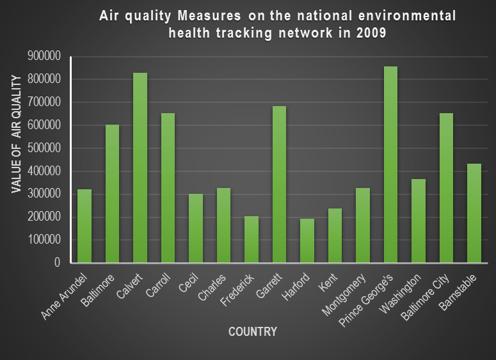 Air quality Measures on the national environmental
health tracking network in 2009
VALUE OF AIR QUALITY
900000
800000
700000
600000
500000
400000
300000
200000
100000
0
Anne Arundel
Baltimore
Calvert
Carroll
Cecil
Charles
Frederick
Garrett
Harford
Kent
Montgomery
Prince George's
Washington
Baltimore City
Barnstable
COUNTRY